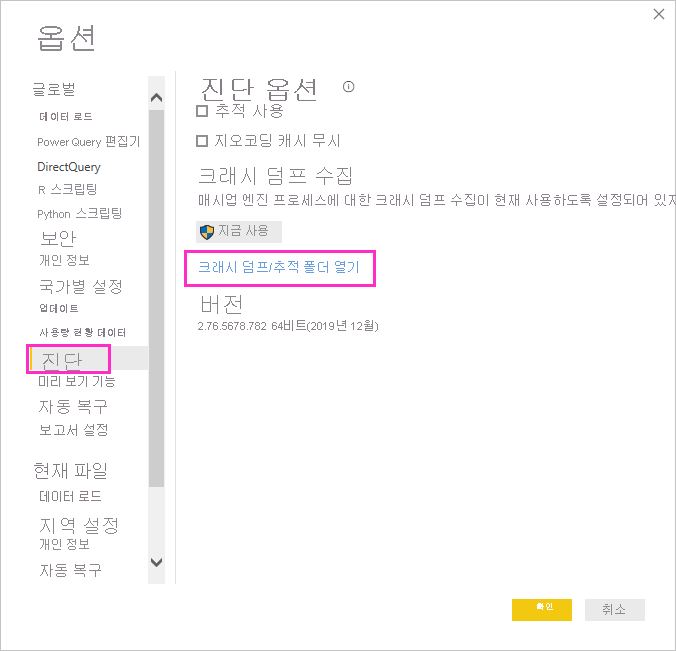 옵션
글로벌
데이터 로드
Power Query 편집기
DirectQuery
R 스크립팅
Python 스크립팅
보안
개인 정보
국가별 설정
업데이트
사용량 현황 데이터
진단
미리 보기 기능
자동 복구
보고서 설정
현재 파일
데이터 로드
지역 설정
개인 정보
자동 복구
진단 옵션
추적 사용
지오코딩 캐시 무시
크래시 덤프 수집
매시업 엔진 프로세스에 대한 크래시 덤프 수집이 현재 사용하도록 설정되어 있지
지금 사용
크래시 덤프/추적 폴더 열기
버전
2.76.5678.782 64비트(2019년 12월)
확인
취소